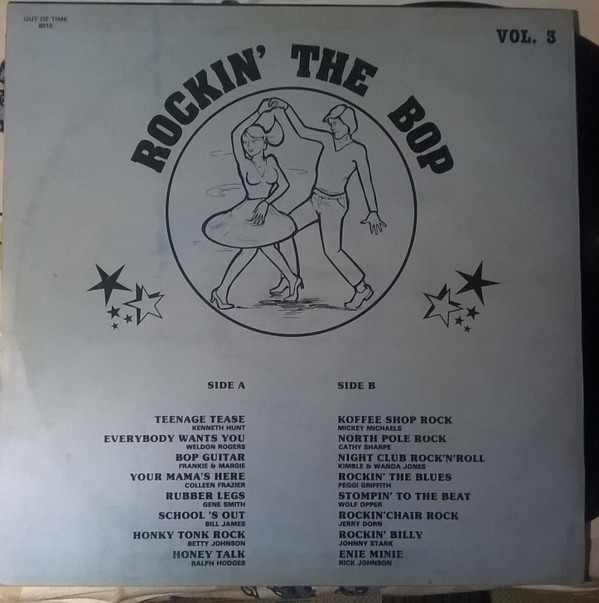 OUT OF TIME
8013
VOL. 3
ROCKIN' THE BOP
SIDE A
TEENAGE TEASE
KENNETH HUNT
EVERYBODY WANTS YOU
WELDON ROGERS
BOP GUITAR
FRANKIE & MARGIE
YOUR MAMA'S HERE
COLLEEN FRAZIER
RUBBER LEGS
GENE SMITH
SCHOOL 'S OUT
BILL JAMES
HONKY TONK ROCK
BETTY JOHNSON
HONEY TALK
RALPH HODGES
SIDE B
KOFFEE SHOP ROCK
MICKEY MICHAELS
NORTH POLE ROCK
CATHY SHARPE
NIGHT CLUB ROCK'N'ROLL
KIMBLE & WANDA JONES
ROCKIN' THE BLUES
PEGGI GRIFFITH
STOMPIN' TO THE BEAT
WOLF OPPER
ROCKIN'CHAIR ROCK
JERRY DORN
ROCKIN' BILLY
JOHNNY STARK
ENIE MINIE
RICK JOHNSON